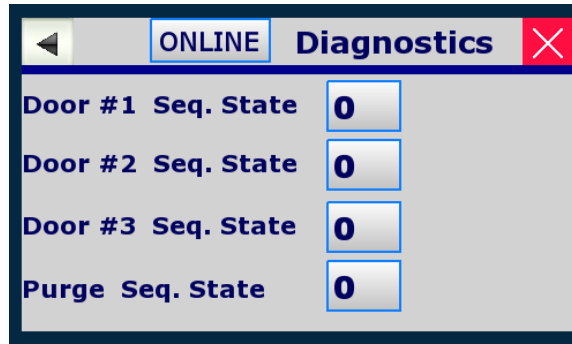 ONLINE Diagnostics
Door #1 Seq. State 0
Door #2 Seq. State 0
Door #3 Seq. State 0
Purge Seq. State 0